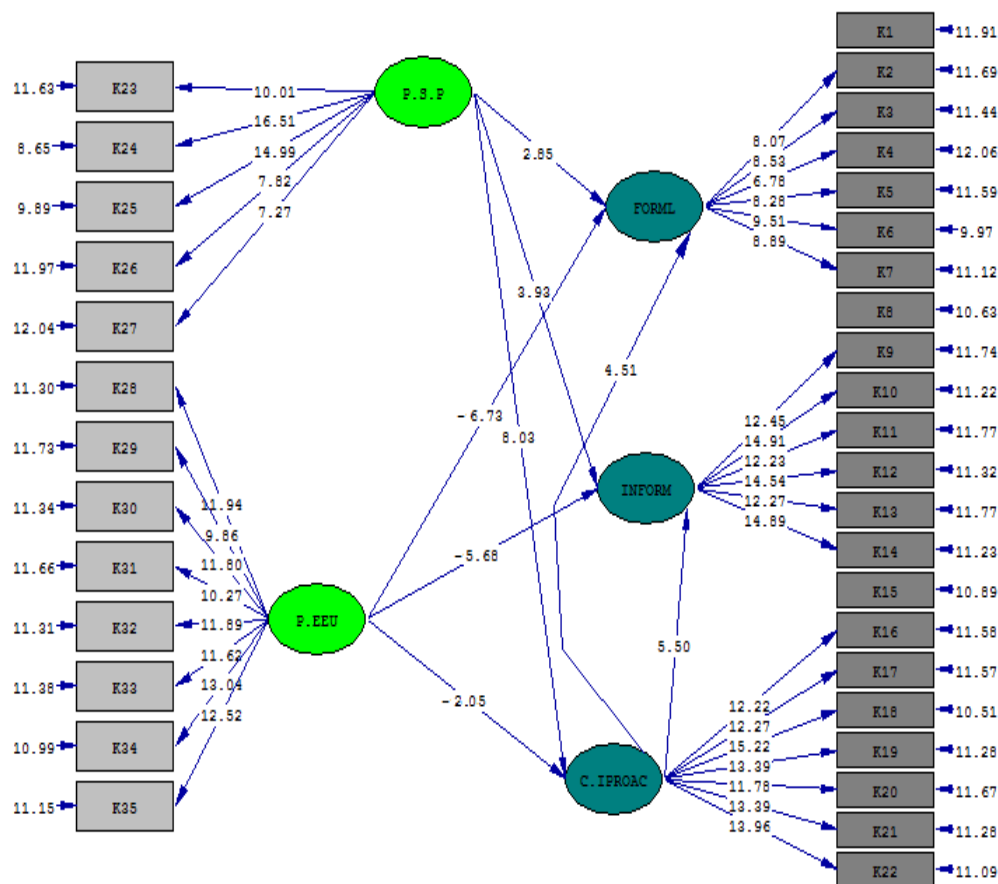 11.63 K23
8.65 K24
9.89 K25
11.97 K26
12.04 K27
11.30 K28
11.73 K29
11.34 K30
11.66 K31
11.31 K32
11.38 K33
10.99 K34
11.15 K35
P.S.P
P.EEU
10.01
16.51
14.99
7.82
7.27
11.94
9.86
11.80
10.27
11.89
11.62
13.04
12.52
2.85
3.93
-6.73
8.03
4.51
-5.68
-2.05
5.50
FORML
INFORM
C.IPROAC
8.07
8.53
6.78
8.28
9.51
8.89
12.45
14.91
12.23
14.54
12.27
14.89
12.22
12.27
15.22
13.39
11.78
13.39
13.96
K1 11.91
K2 11.69
K3 11.44
K4 12.06
K5 11.59
K6 9.97
K7 11.12
K8 10.63
K9 11.74
K10 11.22
K11 11.77
K12 11.32
K13 11.77
K14 11.23
K15 10.89
K16 11.58
K17 11.57
K18 10.51
K19 11.28
K20 11.67
K21 11.28
K22 11.09